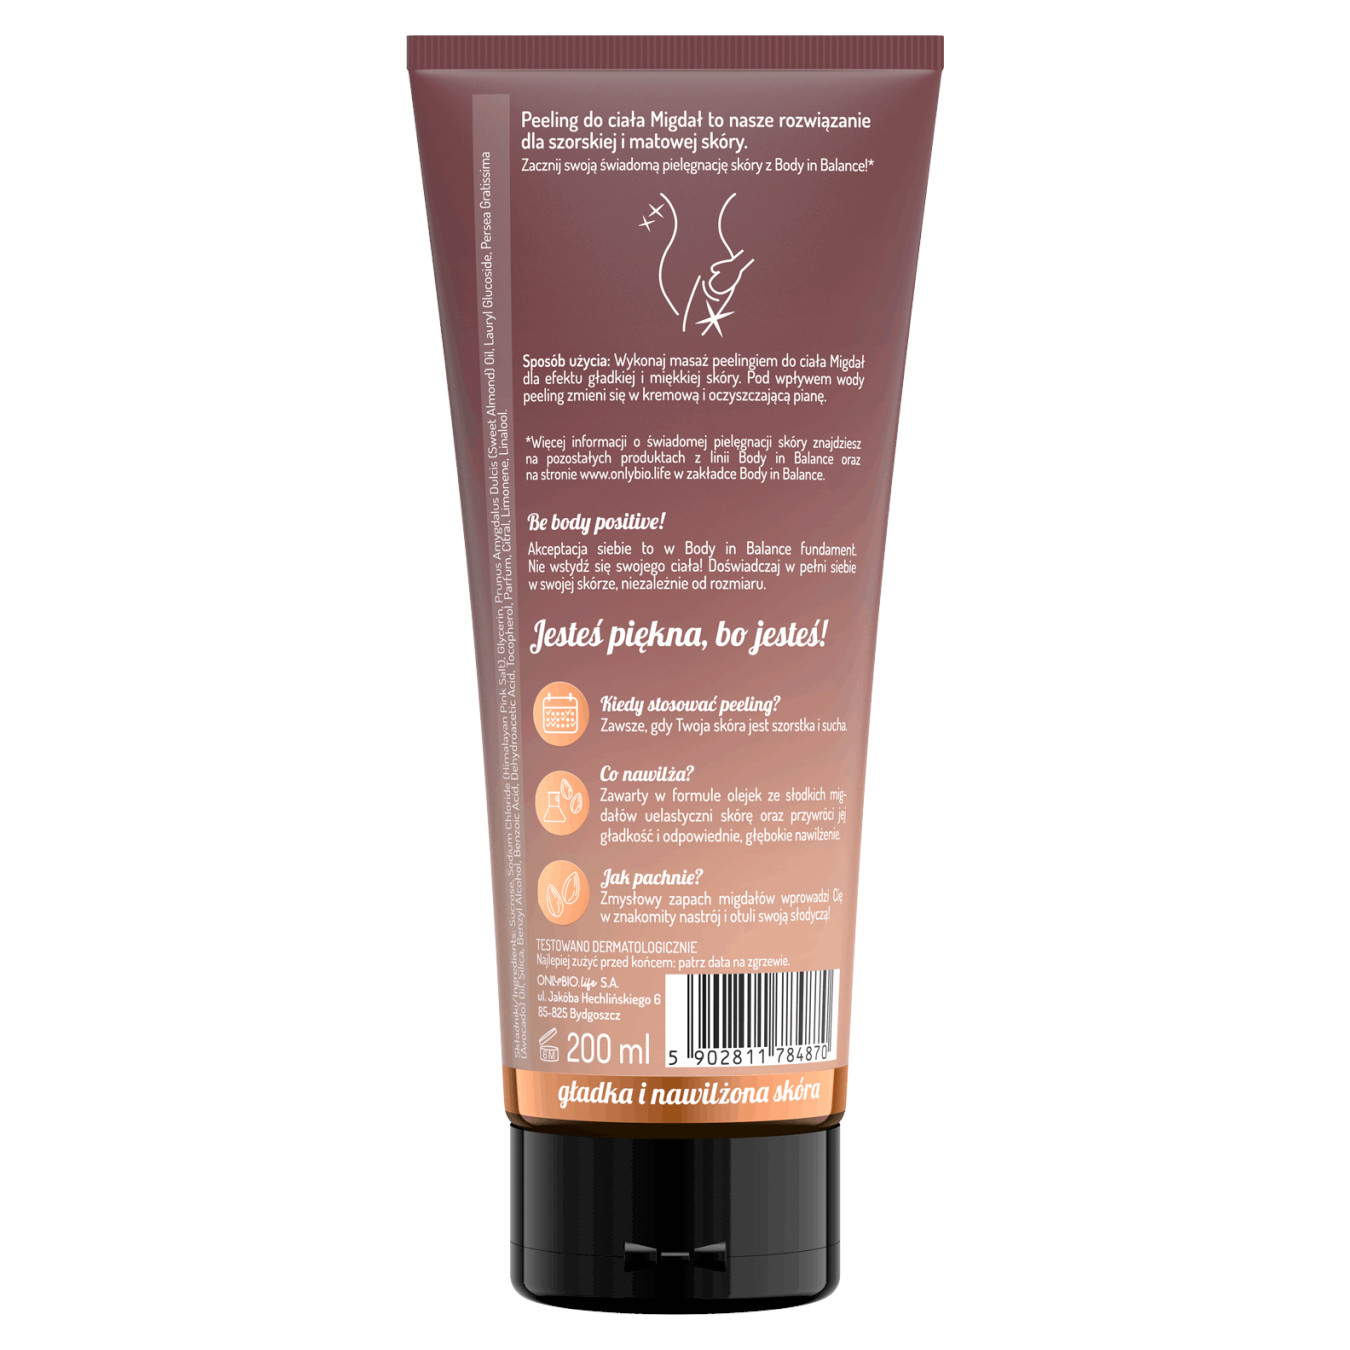 Peeling do ciała Migdał to nasze rozwiązanie
dla szorskiej i matowej skóry.
Zacznij swoją świadomą pielęgnację skóry z Body in Balance!*
Sposób użycia: Wykonaj masaż peelingiem do ciała Migdał
dla efektu gładkiej i miękkiej skóry. Pod wpływem wody
peeling zmieni się w kremową i oczyszczającą pianę.
*Więcej informacji o świadomej pielęgnacji skóry znajdziesz
na pozostałych produktach z linii Body in Balance oraz
na stronie www.onlybio.life w zakładce Body in Balance.
Be body positive!
Akceptacja siebie to w Body in Balance fundament.
Nie wstydź się swojego ciała! Doświadczaj w pełni siebie
w swojej skórze, niezależnie od rozmiaru.
Jesteś piękna, bo jesteś!
Kiedy stosować peeling?
Zawsze, gdy Twoja skóra jest szorstka i sucha.
Co nawilża?
Zawarty w formule olejek ze słodkich mig-
dałów uelastyczni skórę oraz przywróci jej
gładkość i odpowiednie, głębokie nawilżenie.
Jak pachnie?
Zmysłowy zapach migdałów wprowadzi Cię
w znakomity nastrój i otuli swoją słodyczą!
TESTOWANO DERMATOLOGICZNIE
Najlepiej zużyć przed końcem: patrz data na zgrzewie.
ONLYBIO.life S.A.
ul. Jakóba Hechlińskiego 6
85-825 Bydgoszcz
6M
200 ml
5 902811 784870
gładka i nawilżona skóra
Składniki/Ingredients: Sucrose, Sodium Chloride (Himalayan Pink Salt), Glycerin, Prunus Amygdalus Dulcis (Sweet Almond) Oil, Lauryl Glucoside, Persea Gratissima
(Avocado) Oil, Silica, Benzyl Alcohol, Benzoic Acid, Dehydroacetic Acid, Tocopherol, Parfum, Citral, Limonene, Linalool.